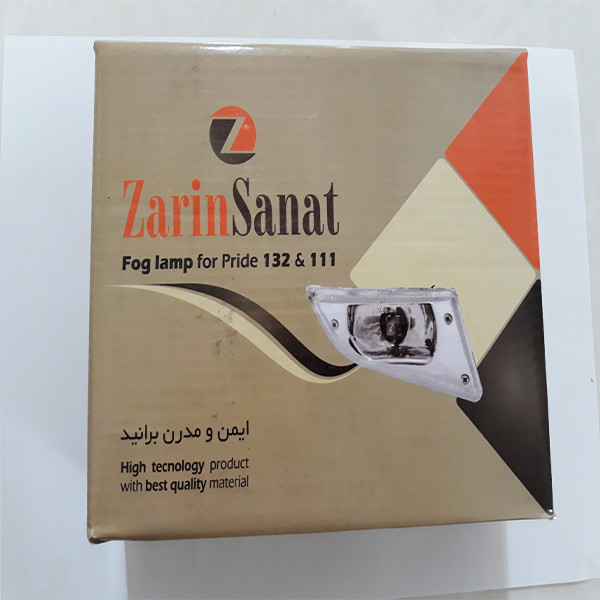 Z
ZarinSanat
Fog lamp for Pride 132 & 111
ایمن و مدرن برانید
High tecnology product
with best quality material